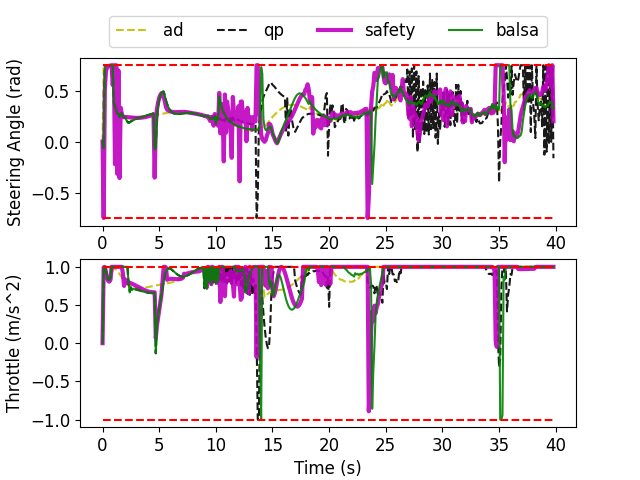 ad qp safety balsa
Steering Angle (rad)
0.5
0.0
−0.5
0 5 10 15 20 25 30 35 40
Throttle (m/s^2)
1.0
0.5
0.0
−0.5
−1.0
0 5 10 15 20 25 30 35 40
Time (s)